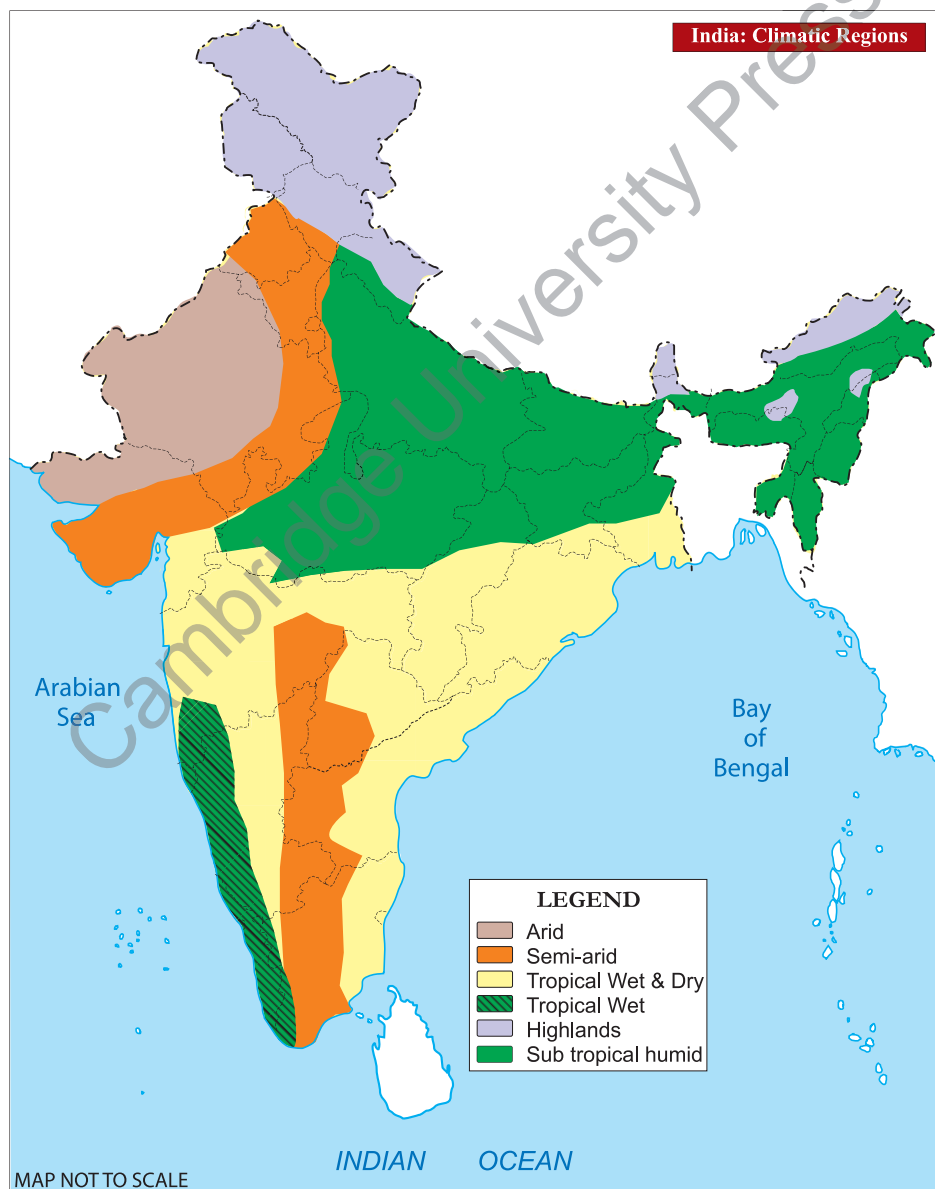 India: Climatic Regions
Cambridge University Press
Arabian
Sea
Bay
of
Bengal
LEGEND
Arid
Semi-arid
Tropical Wet & Dry
Tropical Wet
Highlands
Sub tropical humid
INDIAN OCEAN
MAP NOT TO SCALE